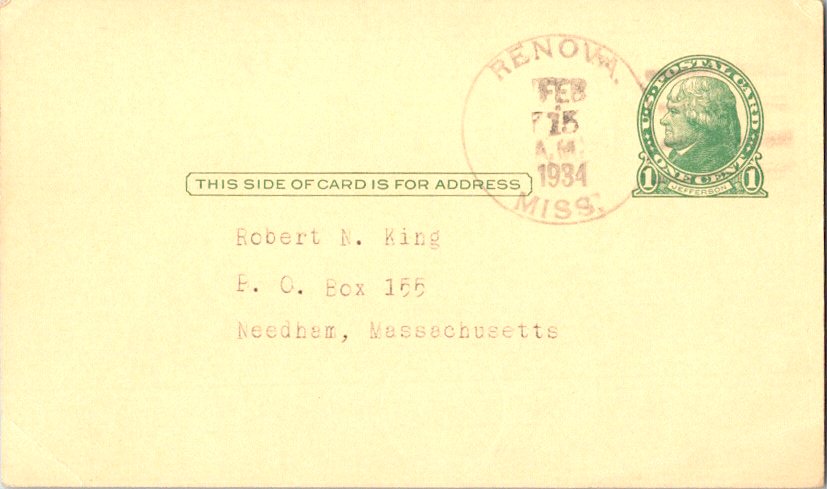 RENOVA.
FEB
15
A.M.
1934
MISS.
U.S. POSTAL CARD
1 ONE CENT 1
JEFFERSON
THIS SIDE OF CARD IS FOR ADDRESS
Robert N. King
P. O. Box 155
Needham, Massachusetts